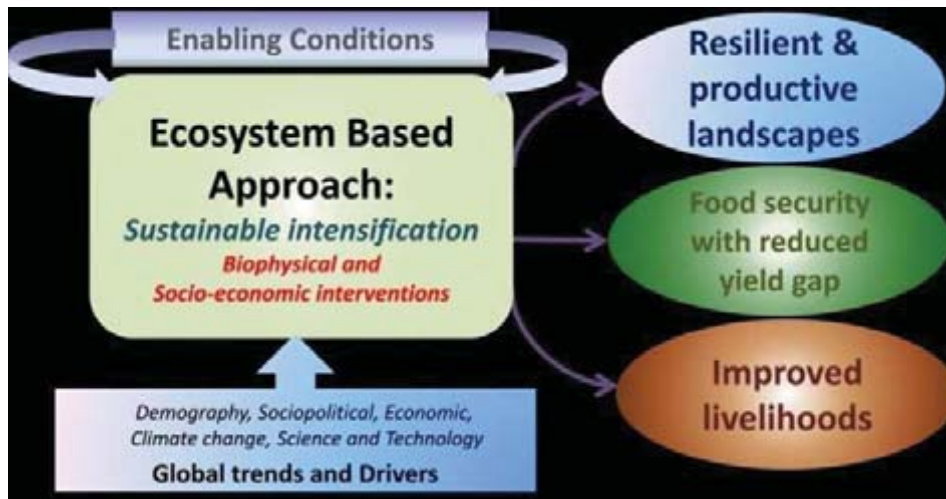 Enabling Conditions
Ecosystem Based
Approach:
Sustainable intensification
Biophysical and
Socio-economic interventions
Demography, Sociopolitical, Economic,
Climate change, Science and Technology
Global trends and Drivers
Resilient &
productive
landscapes
Food security
with reduced
yield gap
Improved
livelihoods